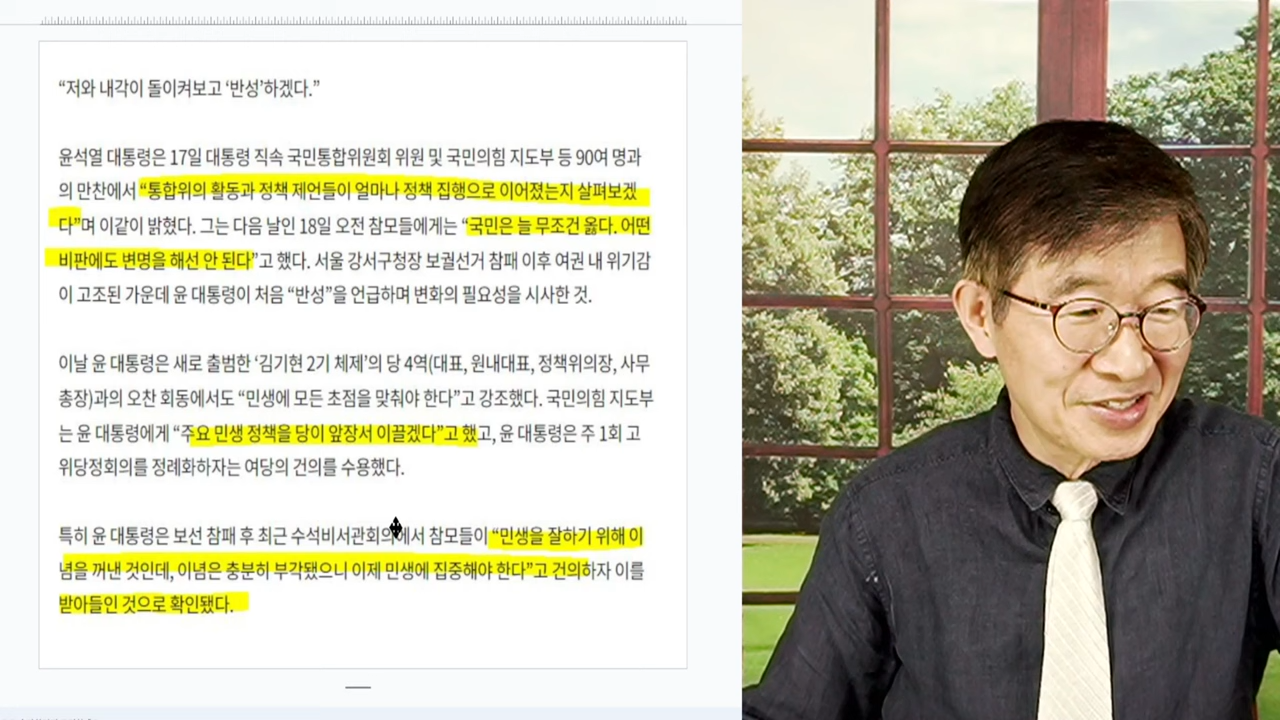 “저와 내각이 돌이켜보고 ‘반성’하겠다.”
윤석열 대통령은 17일 대통령 직속 국민통합위원회 위원 및 국민의힘 지도부 등 90여 명과
의 만찬에서 “통합위의 활동과 정책 제언들이 얼마나 정책 집행으로 이어졌는지 살펴보겠
다”며 이같이 밝혔다. 그는 다음 날인 18일 오전 참모들에게는 “국민은 늘 무조건 옳다. 어떤
비판에도 변명을 해선 안 된다”고 했다. 서울 강서구청장 보궐선거 참패 이후 여권 내 위기감
이 고조된 가운데 윤 대통령이 처음 “반성”을 언급하며 변화의 필요성을 시사한 것.
이날 윤 대통령은 새로 출범한 ‘김기현 2기 체제’의 당 4역(대표, 원내대표, 정책위의장, 사무
총장)과의 오찬 회동에서도 “민생에 모든 초점을 맞춰야 한다”고 강조했다. 국민의힘 지도부
는 윤 대통령에게 “주요 민생 정책을 당이 앞장서 이끌겠다”고 했고, 윤 대통령은 주 1회 고
위당정회의를 정례화하자는 여당의 건의를 수용했다.
특히 윤 대통령은 보선 참패 후 최근 수석비서관회의에서 참모들이 “민생을 잘하기 위해 이
념을 꺼낸 것인데, 이념은 충분히 부각됐으니 이제 민생에 집중해야 한다”고 건의하자 이를
받아들인 것으로 확인됐다.